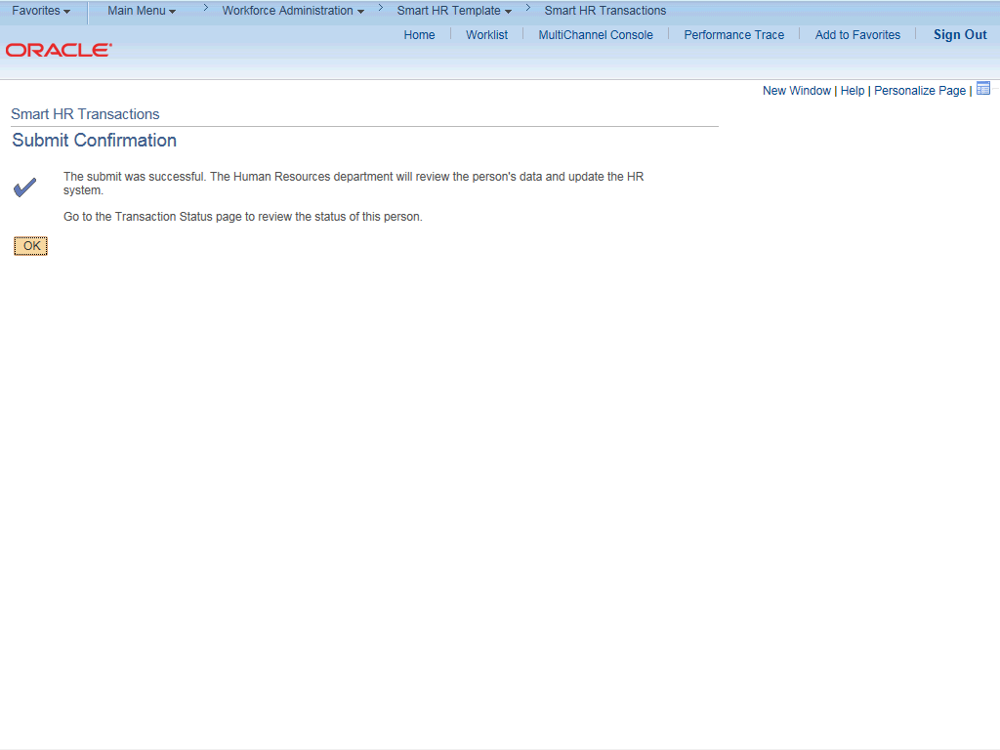 Favorites Main Menu > Workforce Administration > Smart HR Template > Smart HR Transactions
Home Worklist MultiChannel Console Performance Trace Add to Favorites Sign Out
ORACLE
New Window | Help | Personalize Page |
Smart HR Transactions
Submit Confirmation
The submit was successful. The Human Resources department will review the person's data and update the HR
system.
Go to the Transaction Status page to review the status of this person.
OK